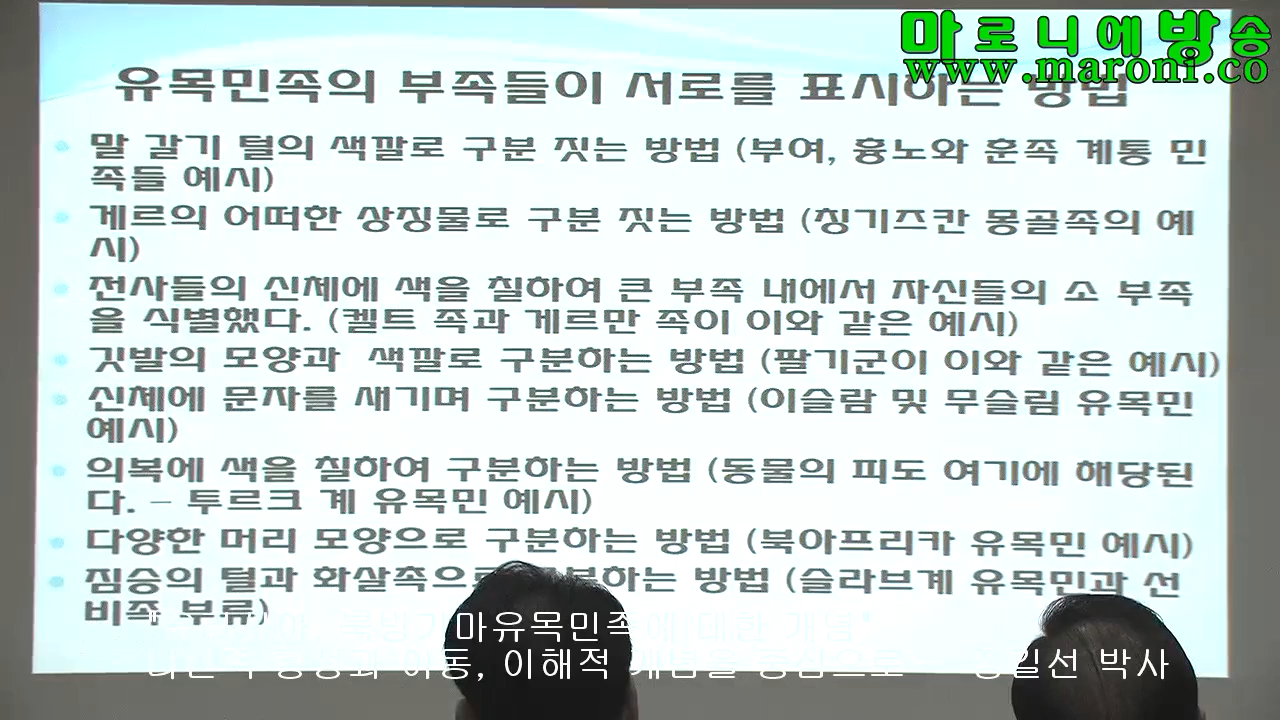 마로니에방송
www.maroni.co
유목민족의 부족들이 서로를 표시하는 방법
말 갈기 털의 색깔로 구분 짓는 방법 (부여, 흉노와 훈족 계통 민
족들 예시)
게르의 어떠한 상징물로 구분 짓는 방법 (칭기즈칸 몽골족의 예
시)
전사들의 신체에 색을 칠하여 큰 부족 내에서 자신들의 소 부족
을 식별했다. (켈트 족과 게르만 족이 이와 같은 예시)
깃발의 모양과 색깔로 구분하는 방법 (팔기군이 이와 같은 예시)
신체에 문자를 새기며 구분하는 방법 (이슬람 및 무슬림 유목민
예시)
의복에 색을 칠하여 구분하는 방법 (동물의 피도 여기에 해당된
다. – 투르크 계 유목민 예시)
다양한 머리 모양으로 구분하는 방법 (북아프리카 유목민 예시)
짐승의 털과 화살촉으로 구분하는 방법 (슬라브계 유목민과 선
비족 부류)
개념"
이동, 이해적 개념을 중심으로 정일선 박사